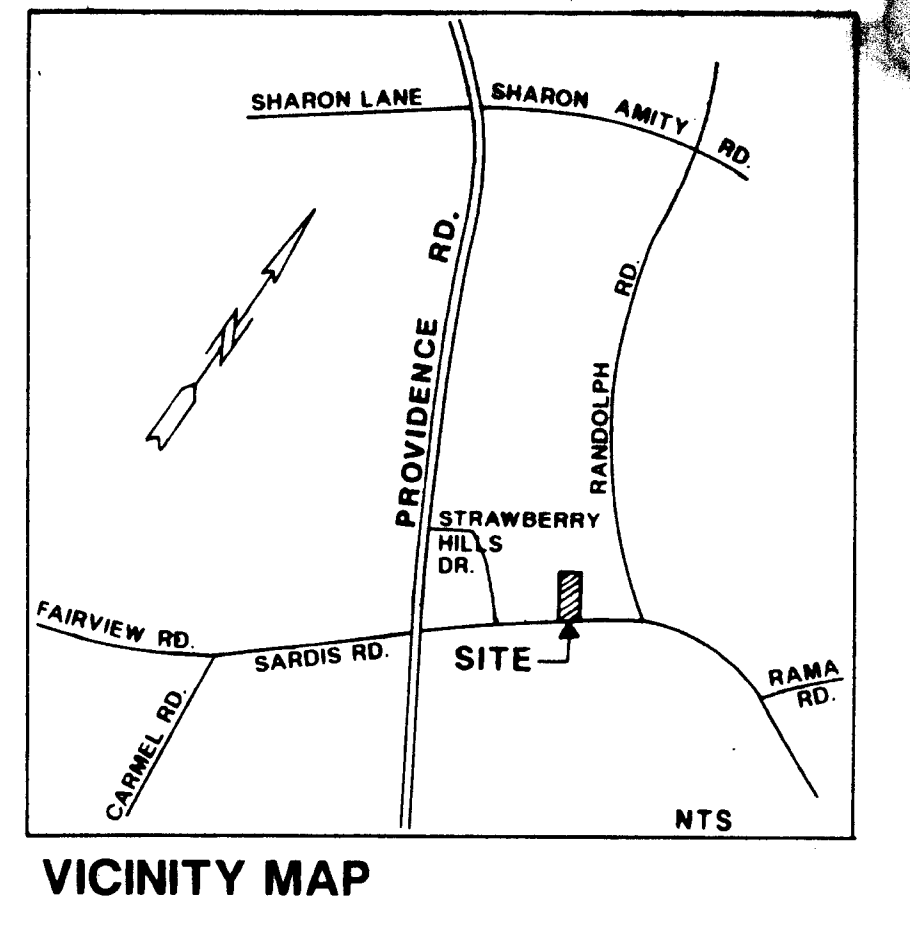 SHARON LANE
SHARON AMITY RD.
PROVIDENCE RD.
RANDOLPH RD.
N
STRAWBERRY
HILLS
DR.
FAIRVIEW RD.
SARDIS RD.
SITE
RAMA
RD.
CARMEL RD.
NTS
VICINITY MAP